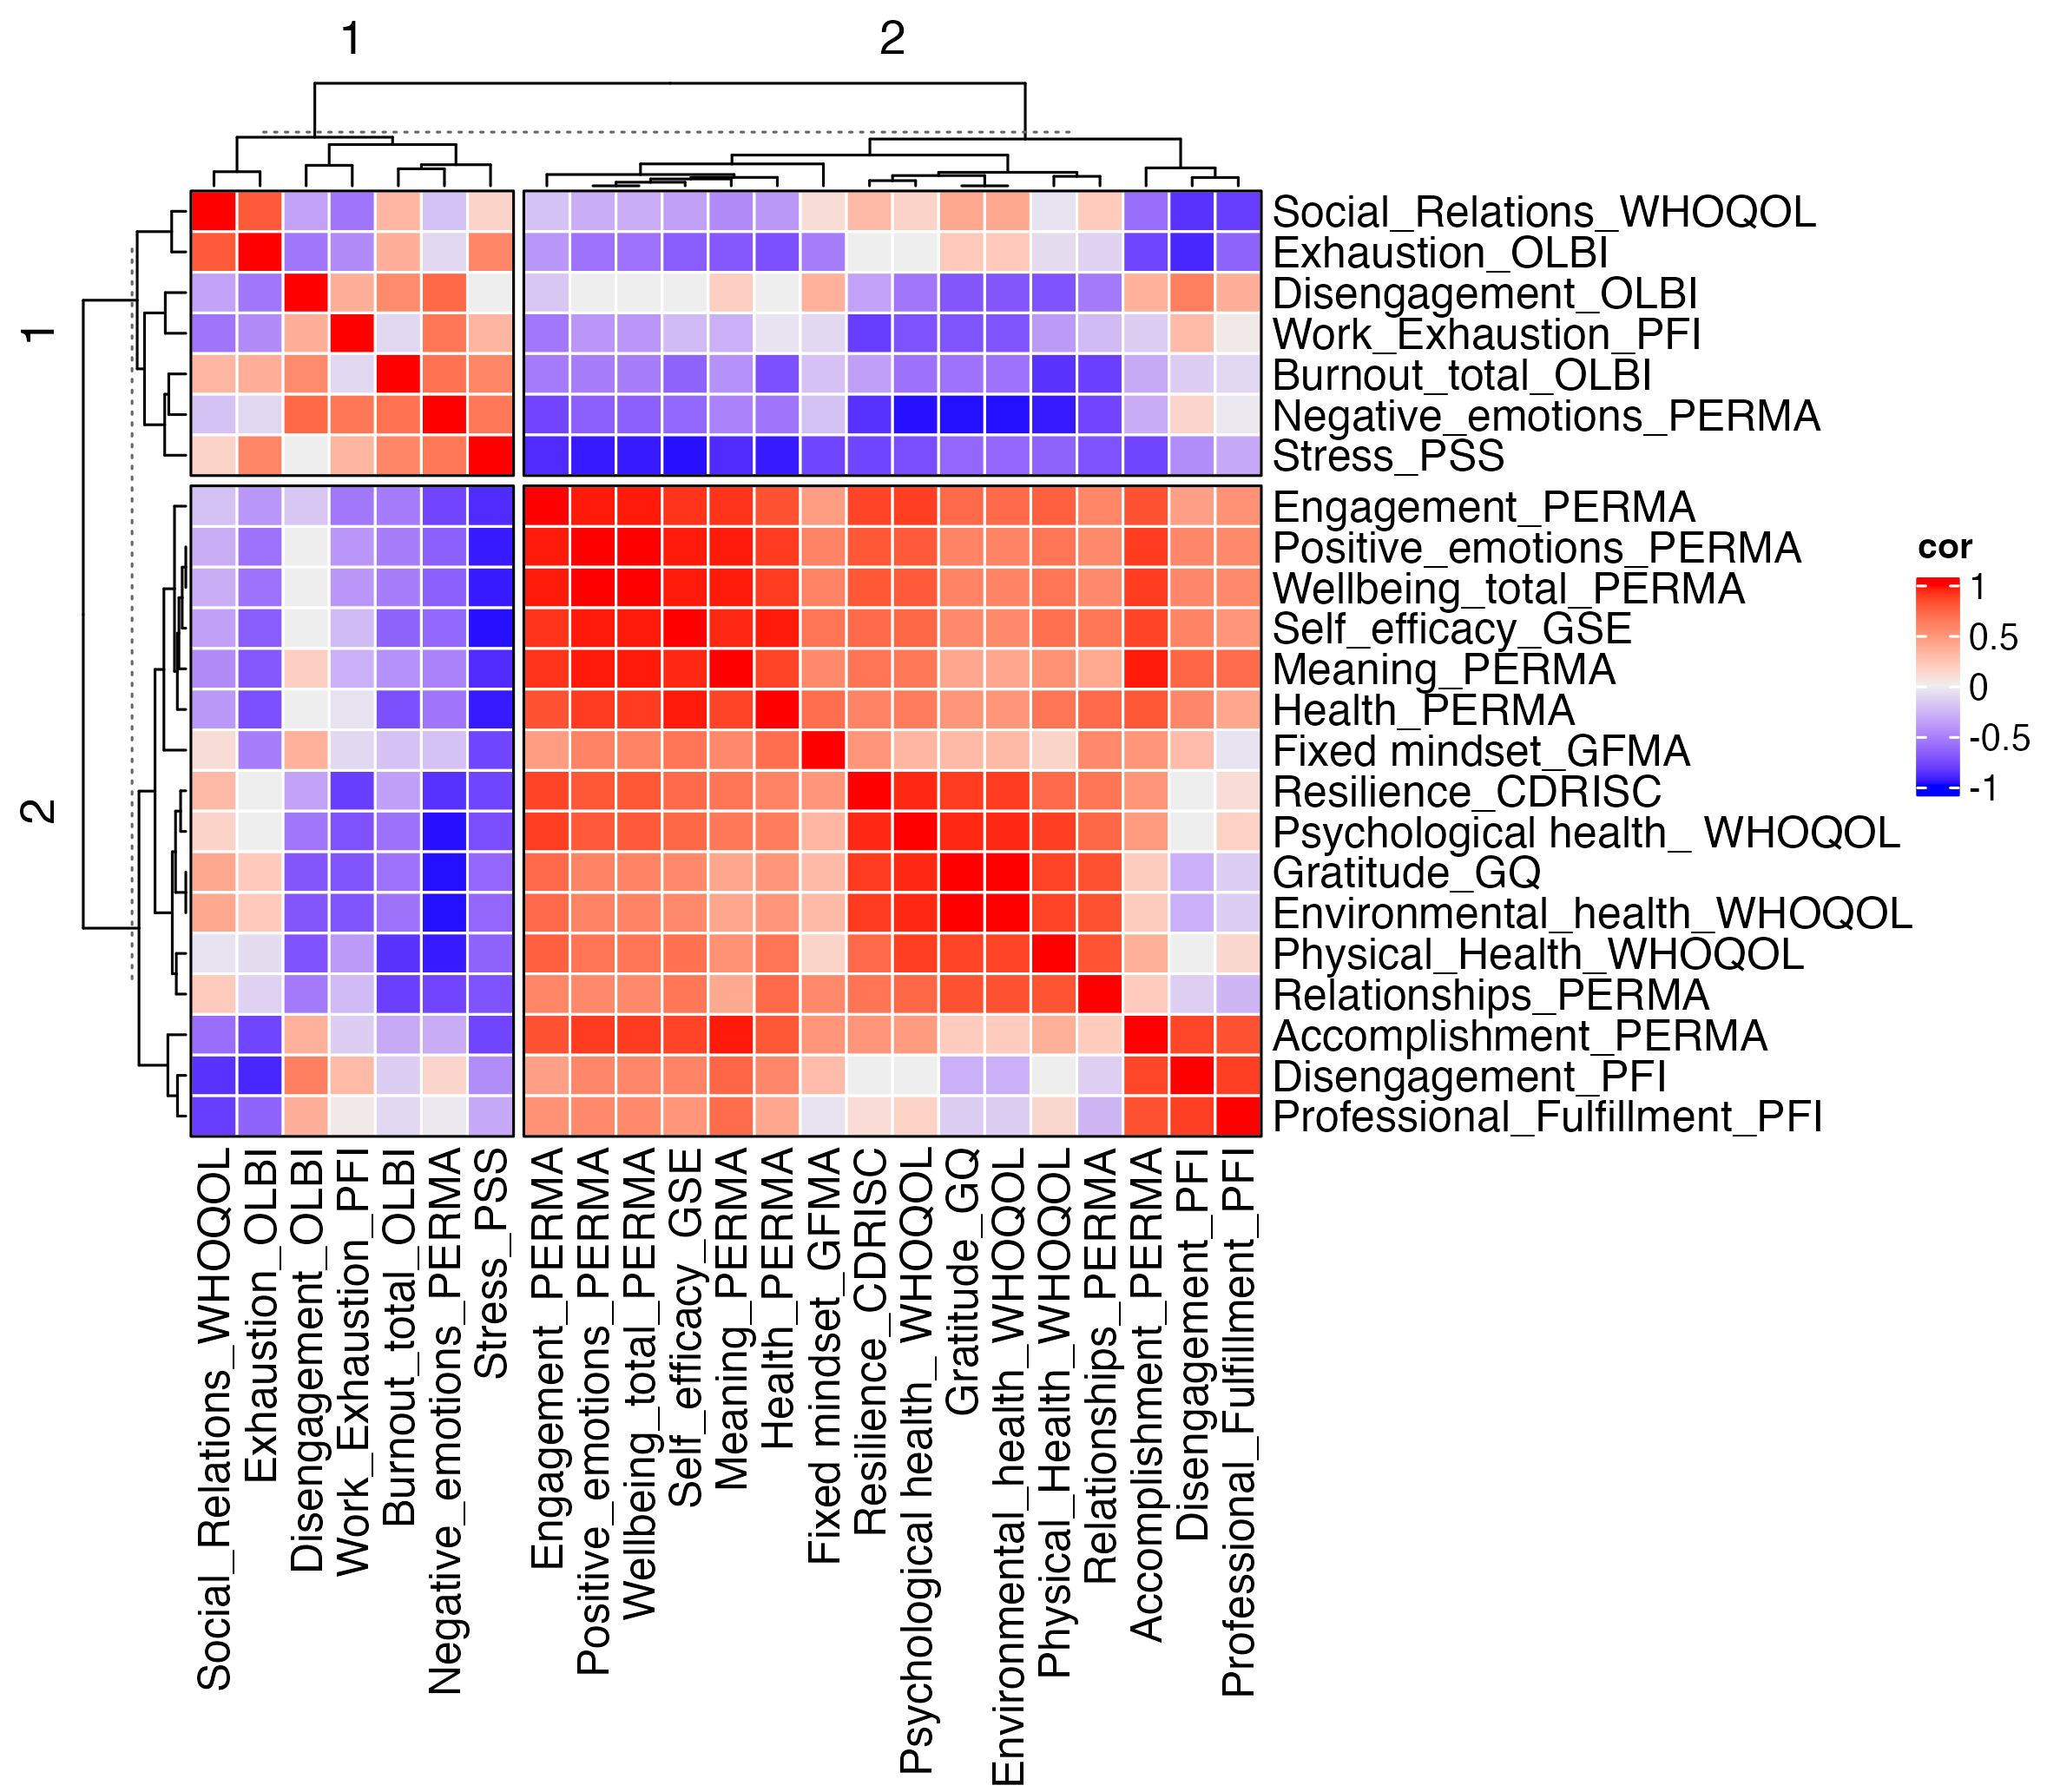 1
2
1
2
Social_Relations_WHOQOL
Exhaustion_OLBI
Disengagement_OLBI
Work_Exhaustion_PFI
Burnout_total_OLBI
Negative_emotions_PERMA
Stress_PSS
Engagement_PERMA
Positive_emotions_PERMA
Wellbeing_total_PERMA
Self_efficacy_GSE
Meaning_PERMA
Health_PERMA
Fixed mindset_GFMA
Resilience_CDRISC
Psychological health_ WHOQOL
Gratitude_GQ
Environmental_health_WHOQOL
Physical_Health_WHOQOL
Relationships_PERMA
Accomplishment_PERMA
Disengagement_PFI
Professional_Fulfillment_PFI
cor
1
0.5
0
-0.5
-1
Social_Relations_WHOQOL
Exhaustion_OLBI
Disengagement_OLBI
Work_Exhaustion_PFI
Burnout_total_OLBI
Negative_emotions_PERMA
Stress_PSS
Engagement_PERMA
Positive_emotions_PERMA
Wellbeing_total_PERMA
Self_efficacy_GSE
Meaning_PERMA
Health_PERMA
Fixed mindset_GFMA
Resilience_CDRISC
Psychological health_ WHOQOL
Gratitude_GQ
Environmental_health_WHOQOL
Physical_Health_WHOQOL
Relationships_PERMA
Accomplishment_PERMA
Disengagement_PFI
Professional_Fulfillment_PFI